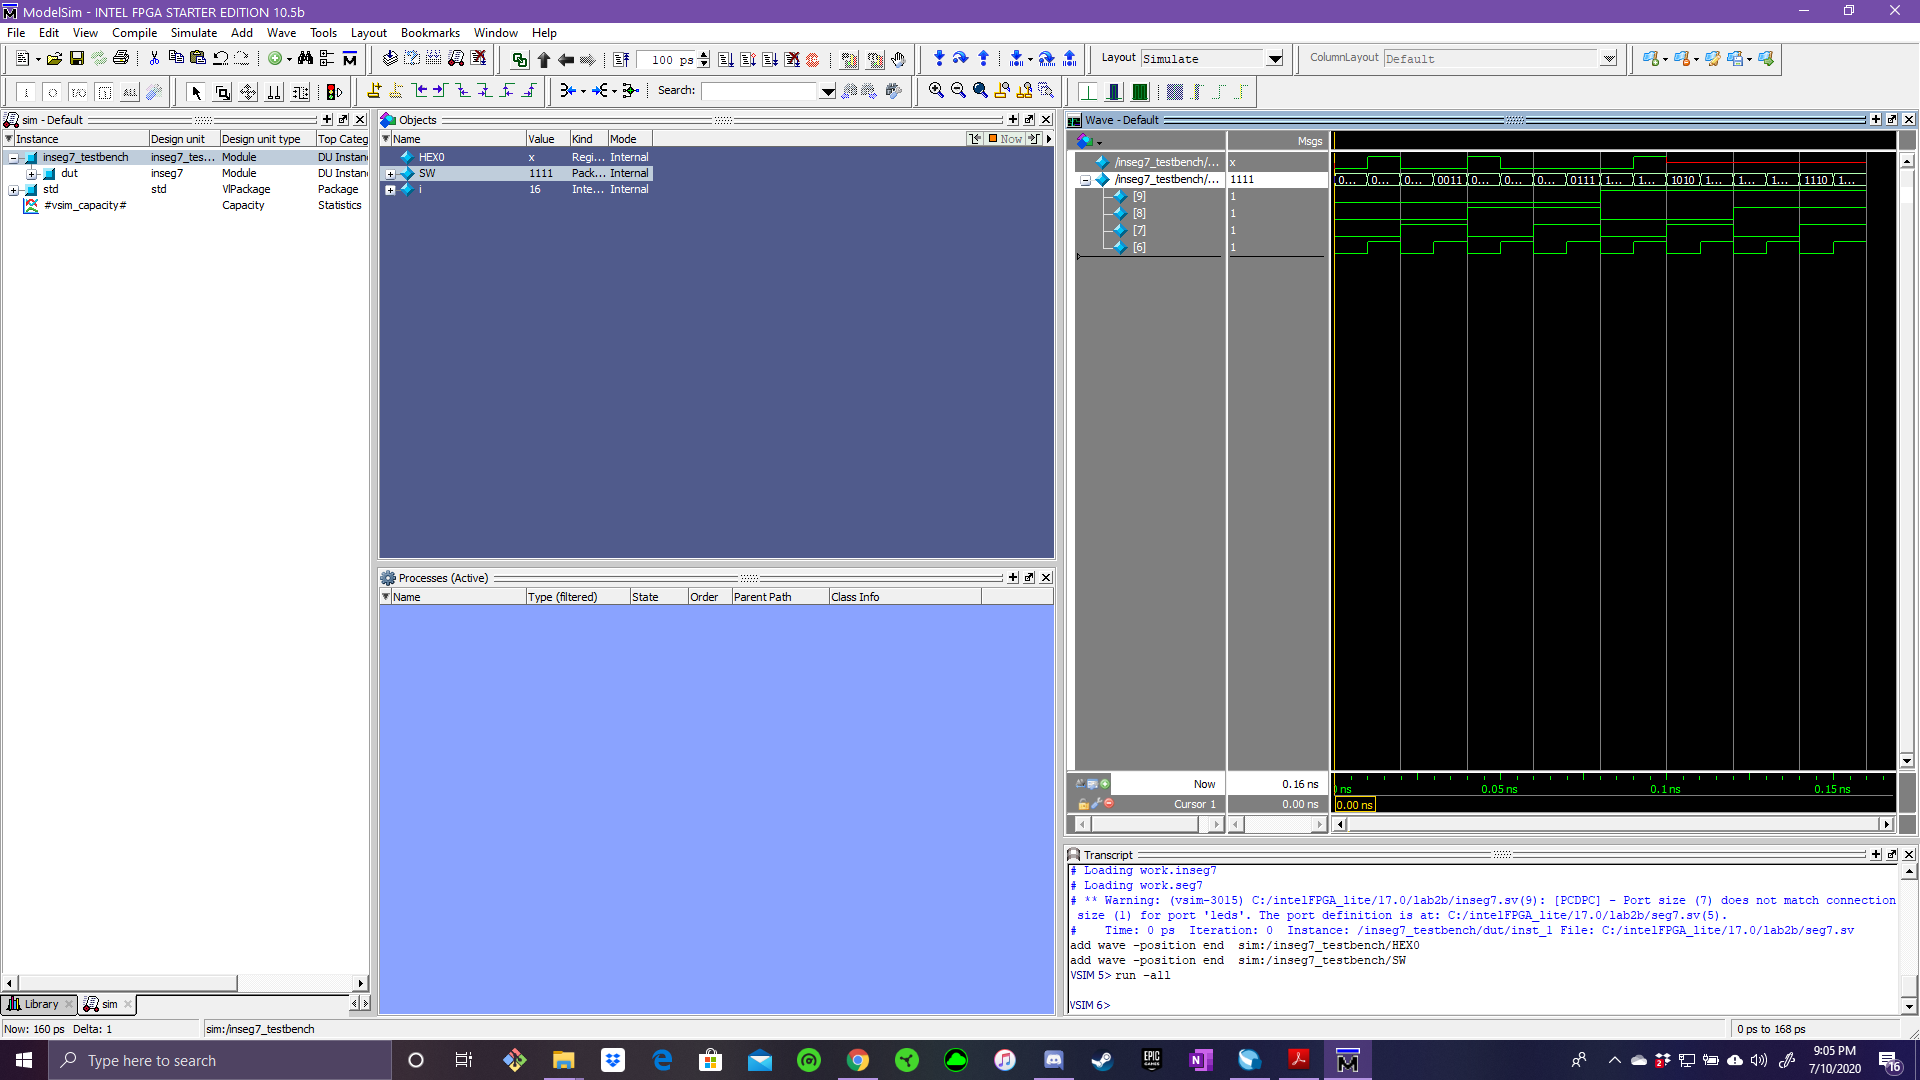 ModelSim - INTEL FPGA STARTER EDITION 10.5b
File Edit View Compile Simulate Add Wave Tools Layout Bookmarks Window Help
100 ps
Layout Simulate
ColumnLayout Default
Search:
sim - Default
Instance Design unit Design unit type Top Categ
inseg7_testbench inseg7_tes... Module DU Instan
dut inseg7 Module DU Instan
std std VlPackage Package
#vsim_capacity# Capacity Statistics
Library sim
Objects
Name Value Kind Mode
Now
HEX0 x Regi... Internal
SW 1111 Pack... Internal
i 16 Inte... Internal
Processes (Active)
Name Type (filtered) State Order Parent Path Class Info
Wave - Default
Msgs
/inseg7_testbench/... x
/inseg7_testbench/... 1111
0... 0... 0... 0011 0... 0... 0... 0111 1... 1... 1010 1... 1... 1... 1110 1...
[9] 1
[8] 1
[7] 1
[6] 1
Now 0.16 ns
ns 0.05 ns 0.1 ns 0.15 ns
Cursor 1 0.00 ns
0.00 ns
Transcript
# Loading work.inseg7
# Loading work.seg7
# ** Warning: (vsim-3015) C:/intelFPGA_lite/17.0/lab2b/inseg7.sv(9): [PCDPC] - Port size (7) does not match connection
size (1) for port 'leds'. The port definition is at: C:/intelFPGA_lite/17.0/lab2b/seg7.sv(5).
# Time: 0 ps Iteration: 0 Instance: /inseg7_testbench/dut/inst_1 File: C:/intelFPGA_lite/17.0/lab2b/seg7.sv
add wave -position end sim:/inseg7_testbench/HEX0
add wave -position end sim:/inseg7_testbench/SW
VSIM 5> run -all
VSIM 6>
Now: 160 ps Delta: 1
sim:/inseg7_testbench
0 ps to 168 ps
Type here to search
EPIC GAMES
9:05 PM
7/10/2020
16